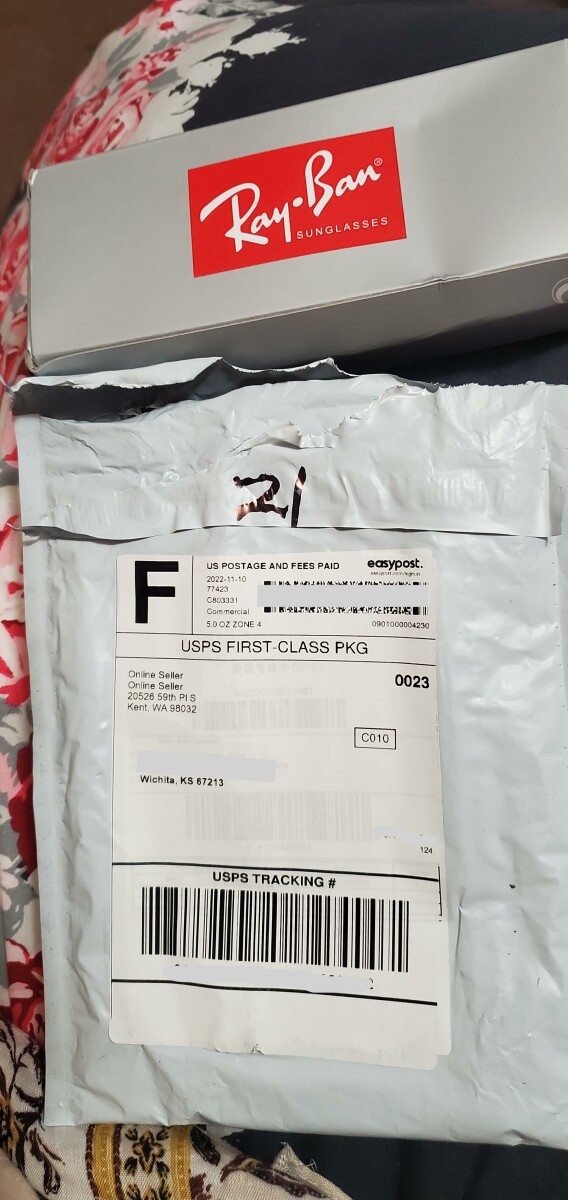 Ray-Ban®
SUNGLASSES
21
F
US POSTAGE AND FEES PAID
2022-11-10
77423
C803331
Commercial
5.0 OZ ZONE 4
easypost.
0901000004230
USPS FIRST-CLASS PKG
Online Seller
Online Seller
20526 59th Pl S
Kent, WA 98032
0023
C010
Wichita, KS 67213
124
USPS TRACKING #